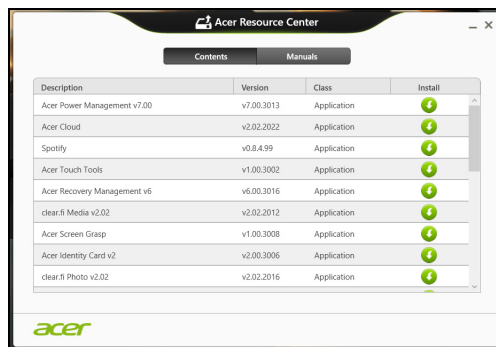 Acer Resource Center
Contents Manuals
Description Version Class Install
Acer Power Management v7.00 v7.00.3013 Application
Acer Cloud v2.02.2022 Application
Spotify v0.8.4.99 Application
Acer Touch Tools v1.00.3002 Application
Acer Recovery Management v6 v6.00.3016 Application
clear.fi Media v2.02 v2.02.2012 Application
Acer Screen Grasp v1.00.3008 Application
Acer Identity Card v2 v2.00.3006 Application
clear.fi Photo v2.02 v2.02.2016 Application
acer